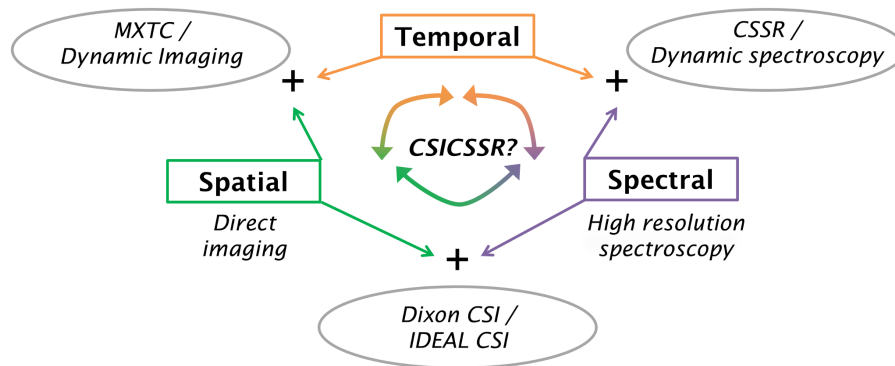 MXTC /
Dynamic Imaging
Temporal
CSSR /
Dynamic spectroscopy
+
+
CSICSSR?
Spatial
Spectral
Direct
imaging
High resolution
spectroscopy
+
Dixon CSI /
IDEAL CSI